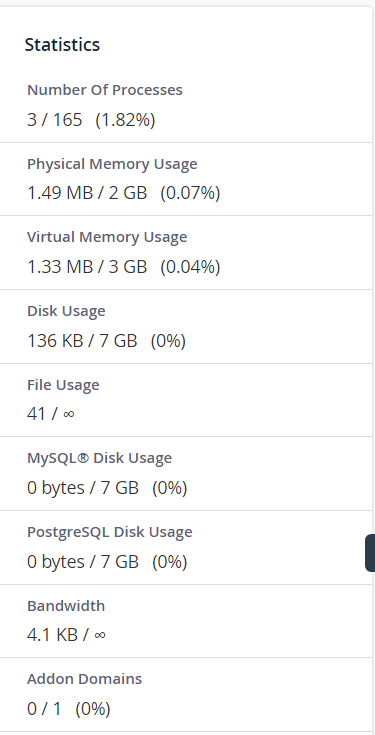 Statistics
Number Of Processes
3 / 165 (1.82%)
Physical Memory Usage
1.49 MB / 2 GB (0.07%)
Virtual Memory Usage
1.33 MB / 3 GB (0.04%)
Disk Usage
136 KB / 7 GB (0%)
File Usage
41 / ∞
MySQL® Disk Usage
0 bytes / 7 GB (0%)
PostgreSQL Disk Usage
0 bytes / 7 GB (0%)
Bandwidth
4.1 KB / ∞
Addon Domains
0 / 1 (0%)